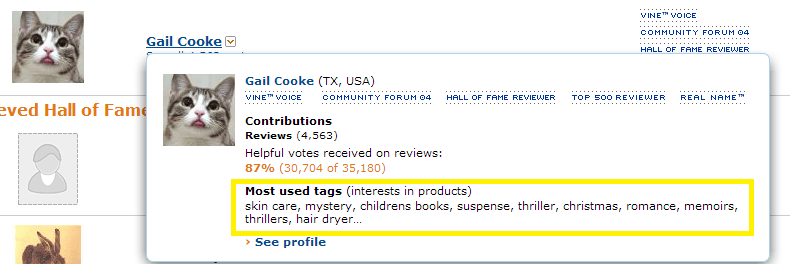 Gail Cooke
VINE™ VOICE
COMMUNITY FORUM 04
HALL OF FAME REVIEWER
eved Hall of Fame
Gail Cooke (TX, USA)
VINE™ VOICE COMMUNITY FORUM 04 HALL OF FAME REVIEWER TOP 500 REVIEWER REAL NAME™
Contributions
Reviews (4,563)
Helpful votes received on reviews:
87% (30,704 of 35,180)
Most used tags (interests in products)
skin care, mystery, childrens books, suspense, thriller, christmas, romance, memoirs,
thrillers, hair dryer...
› See profile